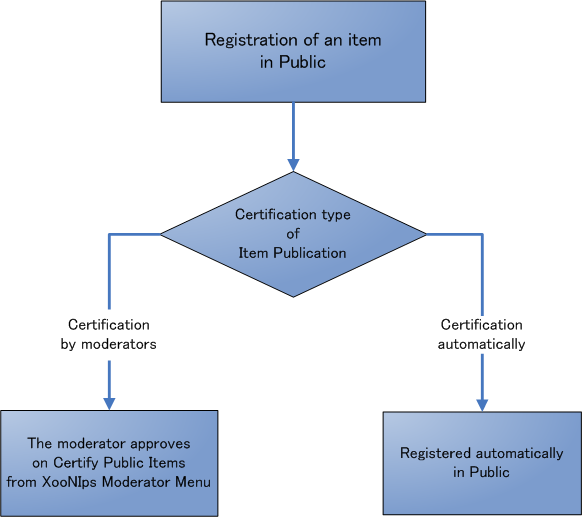 Registration of an item
in Public
Certification type
of
Item Publication
Certification
by moderators
Certification
automatically
The moderator approves
on Certify Public Items
from XooNIps Moderator Menu
Registered automatically
in Public